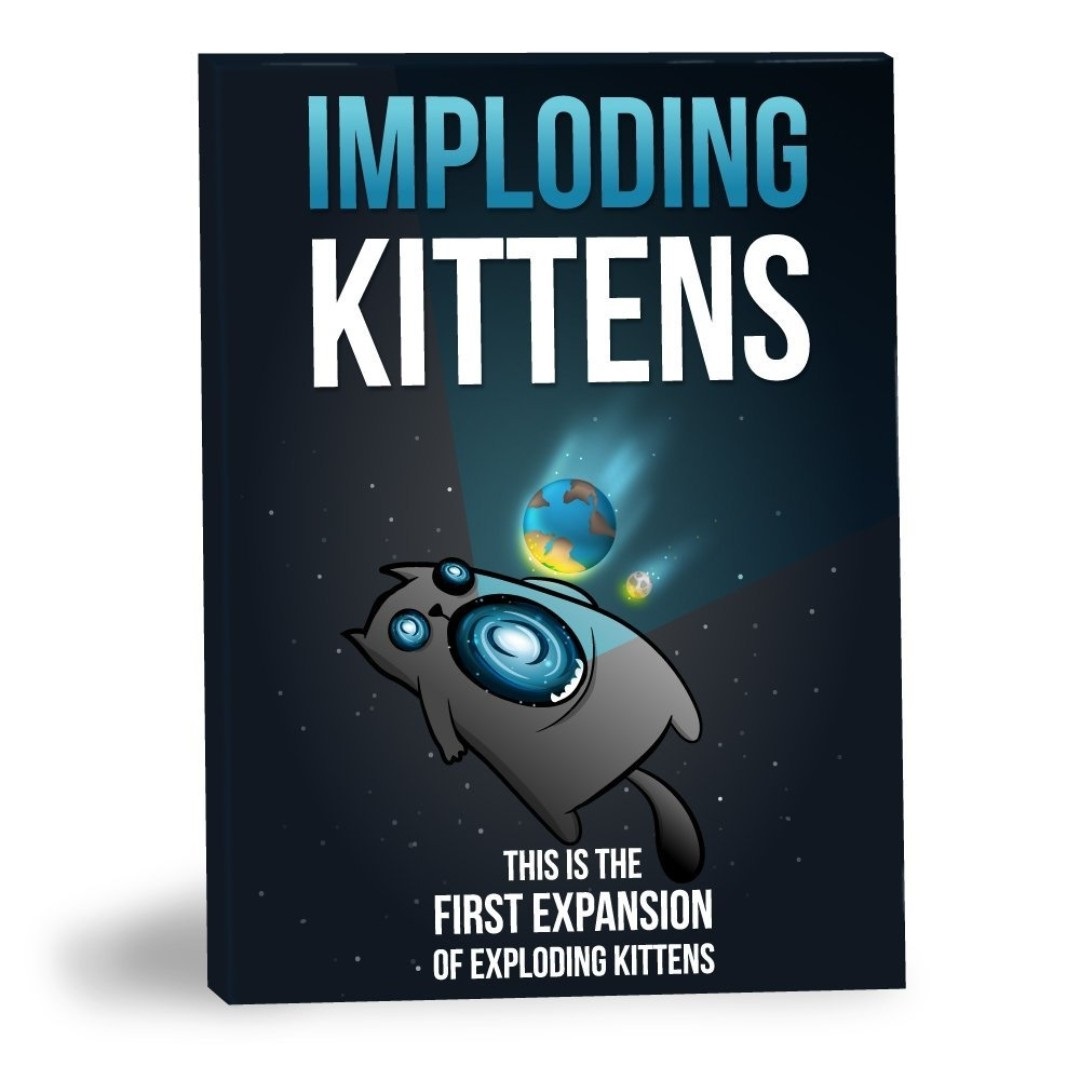 IMPLODING
KITTENS
THIS IS THE
FIRST EXPANSION
OF EXPLODING KITTENS